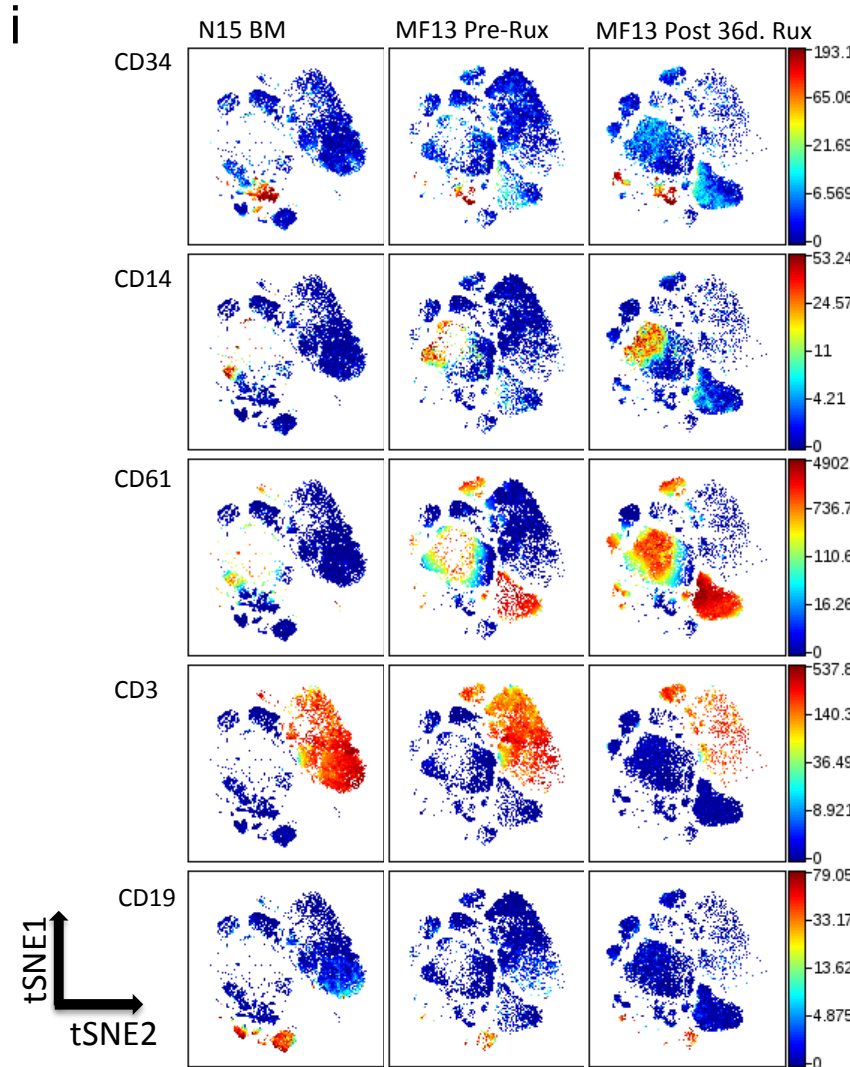 i
N15 BM MF13 Pre-Rux MF13 Post 36d. Rux
CD34
193.1
65.06
21.69
6.569
0
CD14
53.24
24.57
11
4.21
0
CD61
4902
736.7
110.6
16.26
0
CD3
537.8
140.3
36.49
8.921
0
CD19
79.05
33.17
13.62
4.875
0
tSNE1
tSNE2